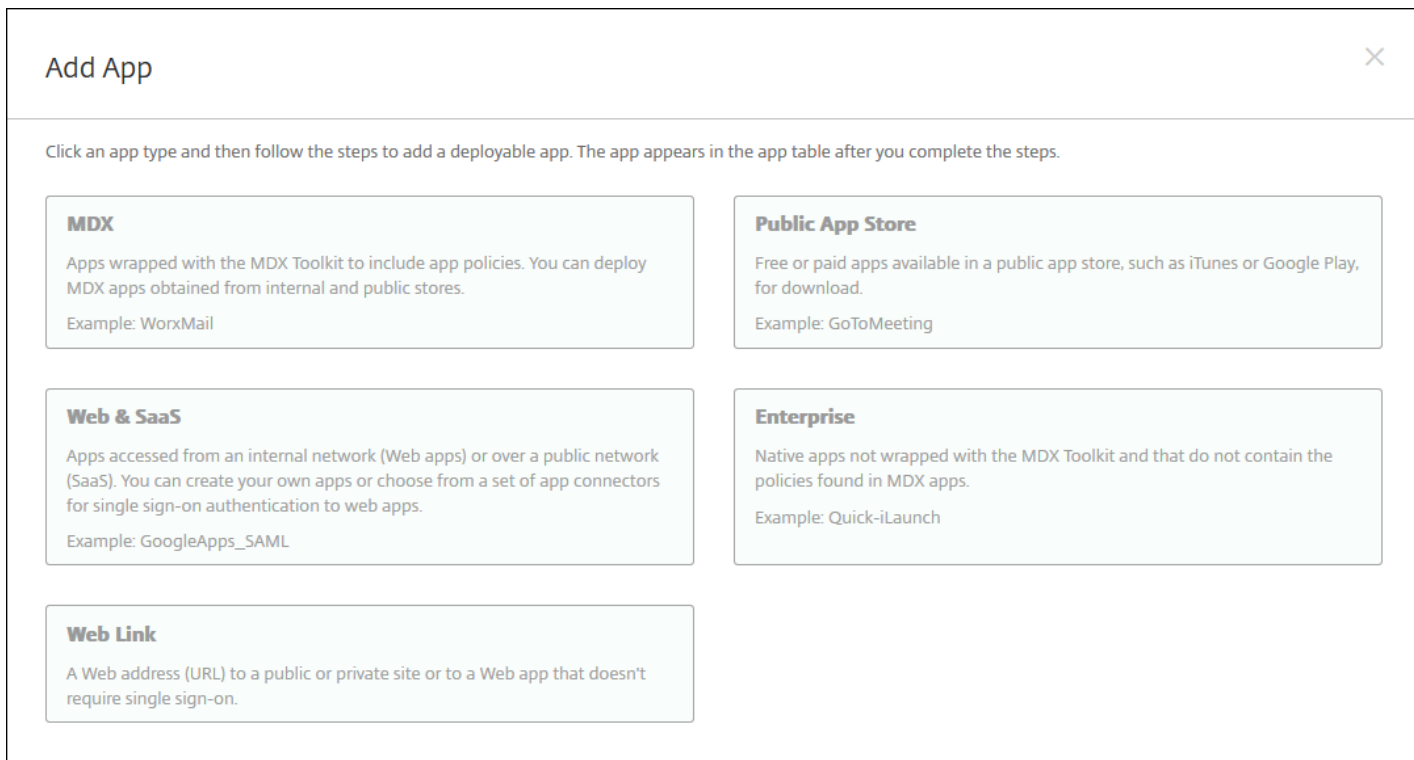 Add App
Click an app type and then follow the steps to add a deployable app. The app appears in the app table after you complete the steps.
MDX
Apps wrapped with the MDX Toolkit to include app policies. You can deploy
MDX apps obtained from internal and public stores.
Example: WorxMail
Public App Store
Free or paid apps available in a public app store, such as iTunes or Google Play,
for download.
Example: GoToMeeting
Web & SaaS
Apps accessed from an internal network (Web apps) or over a public network
(SaaS). You can create your own apps or choose from a set of app connectors
for single sign-on authentication to web apps.
Example: GoogleApps_SAML
Enterprise
Native apps not wrapped with the MDX Toolkit and that do not contain the
policies found in MDX apps.
Example: Quick-iLaunch
Web Link
A Web address (URL) to a public or private site or to a Web app that doesn't
require single sign-on.